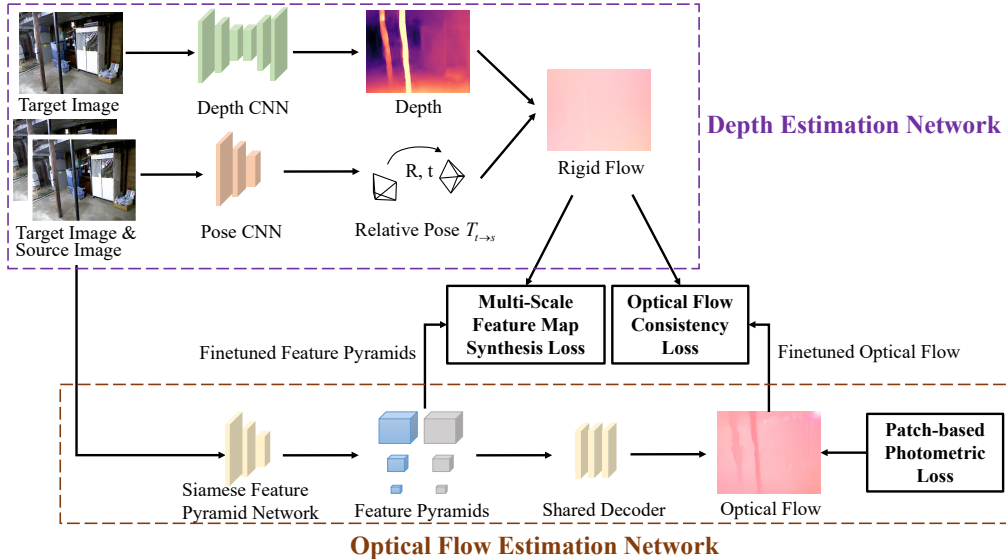 Target Image
Depth CNN
Depth
Rigid Flow
Depth Estimation Network
Target Image &
Source Image
Pose CNN
R, t
Relative Pose T_{t→s}
Multi-Scale
Feature Map
Synthesis Loss
Optical Flow
Consistency
Loss
Finetuned Feature Pyramids
Finetuned Optical Flow
Siamese Feature
Pyramid Network
Feature Pyramids
Shared Decoder
Optical Flow
Patch-based
Photometric
Loss
Optical Flow Estimation Network